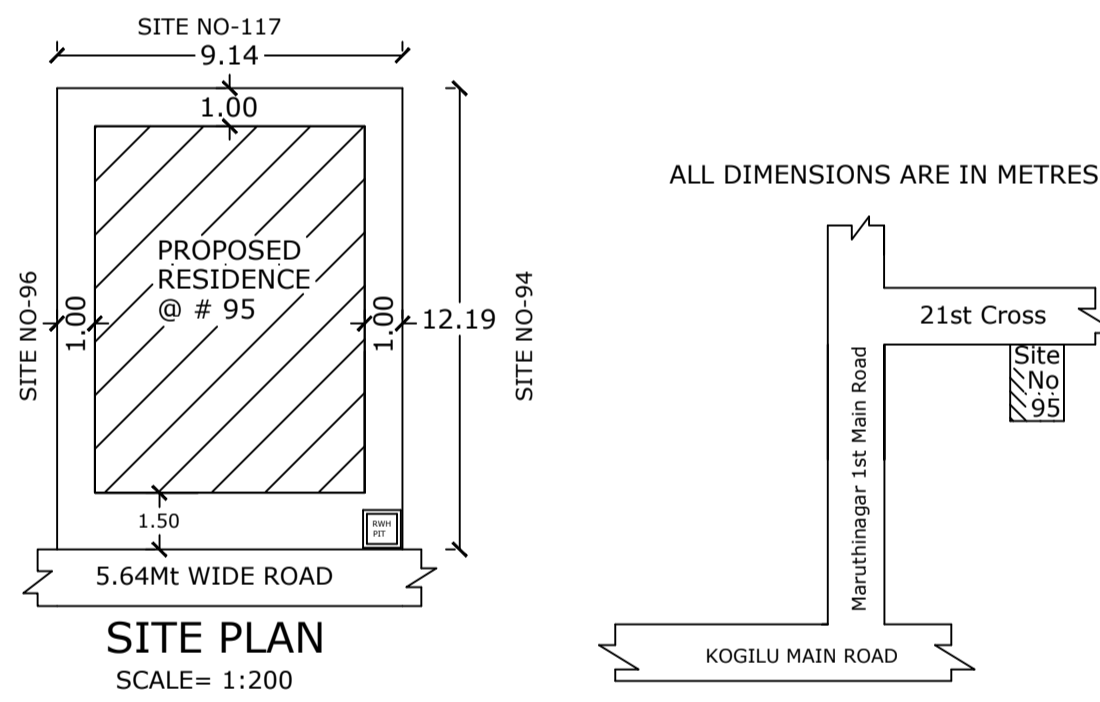 SITE NO-117
9.14
1.00
PROPOSED
RESIDENCE
@ # 95
SITE NO-96
1.00
1.00
12.19
SITE NO-94
1.50
RWH
PIT
5.64Mt WIDE ROAD
SITE PLAN
SCALE= 1:200
ALL DIMENSIONS ARE IN METRES
21st Cross
Site
No
95
Maruthinagar 1st Main Road
KOGILU MAIN ROAD